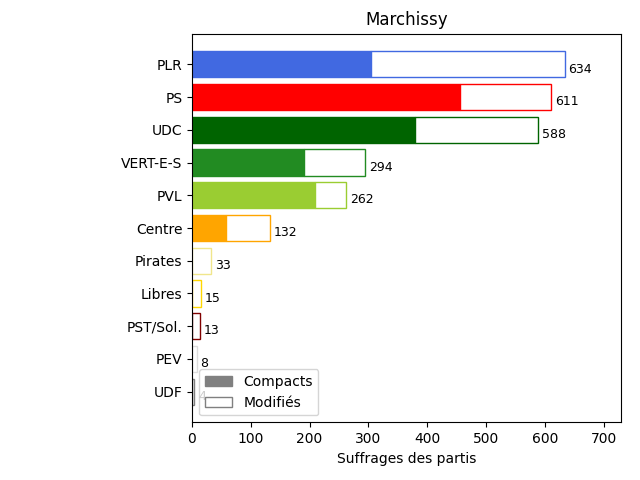 Marchissy
PLR 634
PS 611
UDC 588
VERT-E-S 294
PVL 262
Centre 132
Pirates 33
Libres 15
PST/Sol. 13
PEV 8
UDF 4
Compacts
Modifiés
0 100 200 300 400 500 600 700
Suffrages des partis